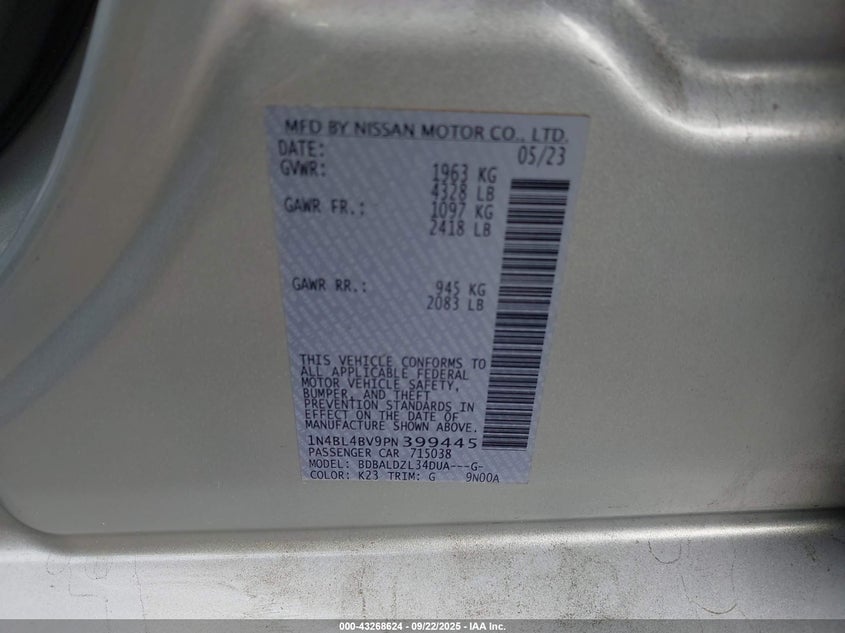 MFD BY NISSAN MOTOR CO., LTD.
DATE: 05/23
GVWR: 1963 KG
4328 LB
GAWR FR.: 1097 KG
2418 LB
GAWR RR.: 945 KG
2083 LB
THIS VEHICLE CONFORMS TO
ALL APPLICABLE FEDERAL
MOTOR VEHICLE SAFETY,
BUMPER, AND THEFT
PREVENTION STANDARDS IN
EFFECT ON THE DATE OF
MANUFACTURE SHOWN ABOVE.
1N4BL4BV9PN399445
PASSENGER CAR 715038
MODEL: BDBALDZL34DUA---G-
COLOR: K23 TRIM: G 9N00A
000-43268624 - 09/22/2025 - IAA Inc.